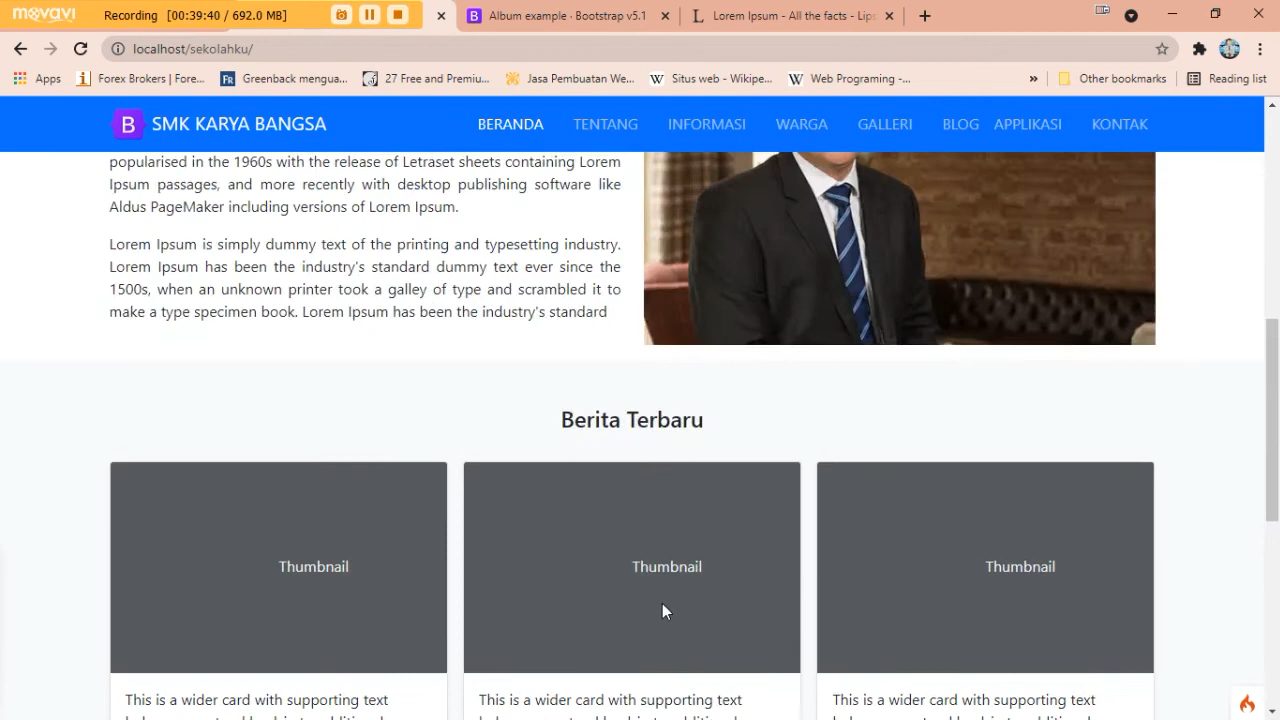 movavi Recording [00:39:40 / 692.0 MB]
Album example · Bootstrap v5.1
Lorem Ipsum - All the facts - Lips
localhost/sekolahku/
Apps
Forex Brokers | Fore...
Greenback mengua...
27 Free and Premiu...
Jasa Pembuatan We...
Situs web - Wikipe...
Web Programing -...
»
Other bookmarks
Reading list
B SMK KARYA BANGSA
BERANDA TENTANG INFORMASI WARGA GALLERI BLOG APPLIKASI KONTAK
popularised in the 1960s with the release of Letraset sheets containing Lorem
Ipsum passages, and more recently with desktop publishing software like
Aldus PageMaker including versions of Lorem Ipsum.
Lorem Ipsum is simply dummy text of the printing and typesetting industry.
Lorem Ipsum has been the industry's standard dummy text ever since the
1500s, when an unknown printer took a galley of type and scrambled it to
make a type specimen book. Lorem Ipsum has been the industry's standard
Berita Terbaru
Thumbnail
Thumbnail
Thumbnail
This is a wider card with supporting text
This is a wider card with supporting text
This is a wider card with supporting text